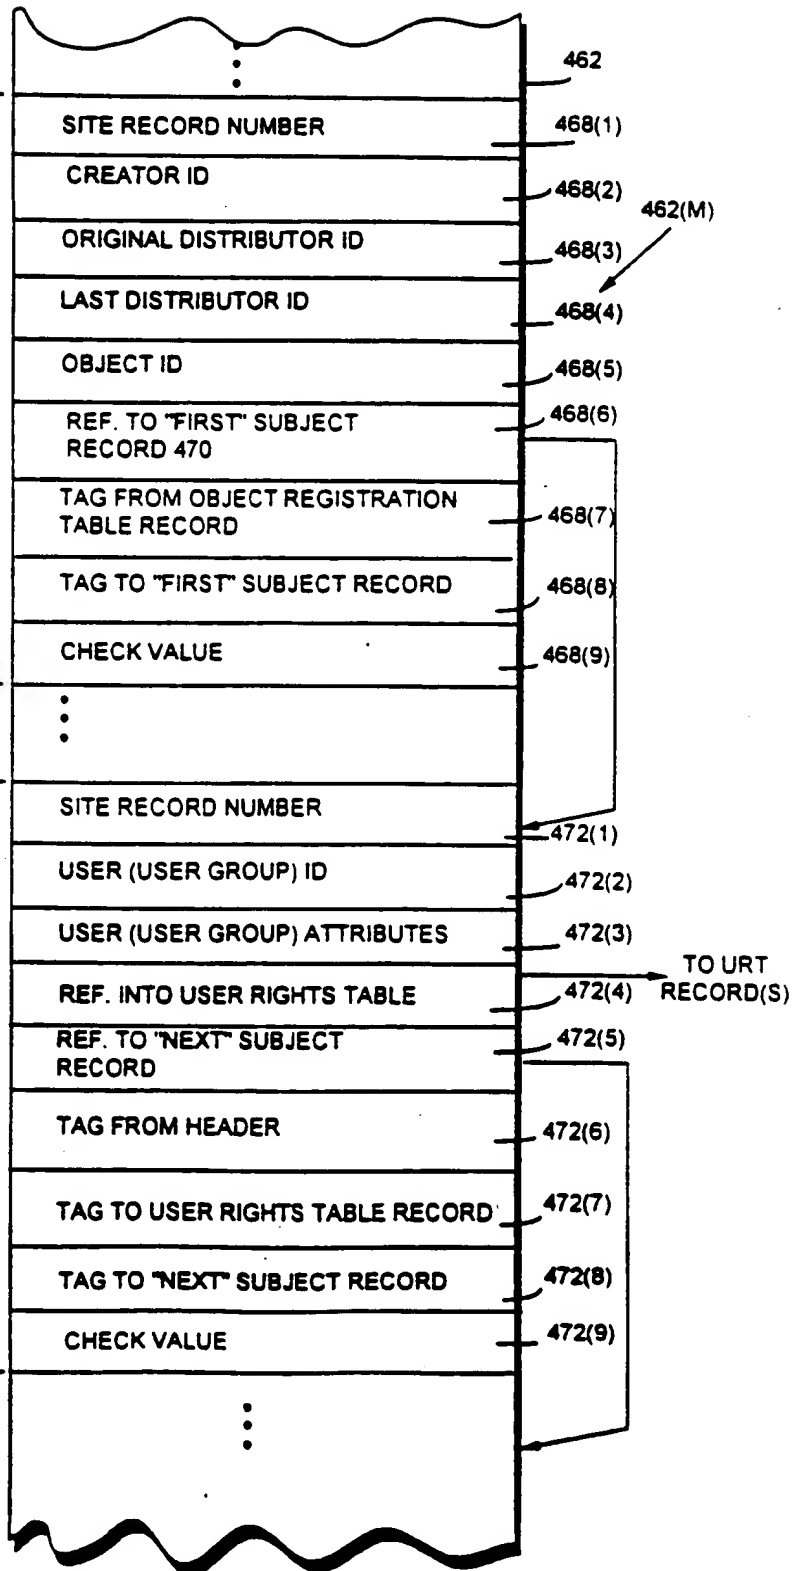 462
SITE RECORD NUMBER 468(1)
CREATOR ID 468(2)
462(M)
ORIGINAL DISTRIBUTOR ID 468(3)
LAST DISTRIBUTOR ID 468(4)
OBJECT ID 468(5)
REF. TO "FIRST" SUBJECT 468(6)
RECORD 470
TAG FROM OBJECT REGISTRATION
TABLE RECORD 468(7)
TAG TO "FIRST" SUBJECT RECORD 468(8)
CHECK VALUE 468(9)
SITE RECORD NUMBER 472(1)
USER (USER GROUP) ID 472(2)
USER (USER GROUP) ATTRIBUTES 472(3)
TO URT
RECORD(S)
REF. INTO USER RIGHTS TABLE 472(4)
REF. TO "NEXT" SUBJECT 472(5)
RECORD
TAG FROM HEADER 472(6)
TAG TO USER RIGHTS TABLE RECORD 472(7)
TAG TO "NEXT" SUBJECT RECORD 472(8)
CHECK VALUE 472(9)